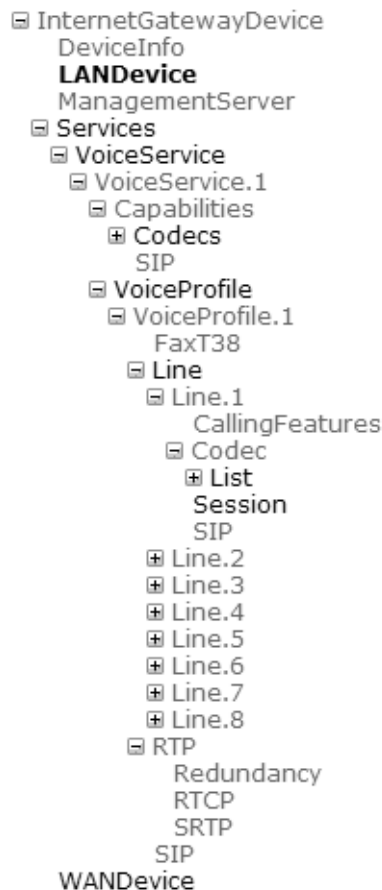 InternetGatewayDevice
DeviceInfo
LANDevice
ManagementServer
Services
VoiceService
VoiceService.1
Capabilities
Codecs
SIP
VoiceProfile
VoiceProfile.1
FaxT38
Line
Line.1
CallingFeatures
Codec
List
Session
SIP
Line.2
Line.3
Line.4
Line.5
Line.6
Line.7
Line.8
RTP
Redundancy
RTCP
SRTP
SIP
WANDevice